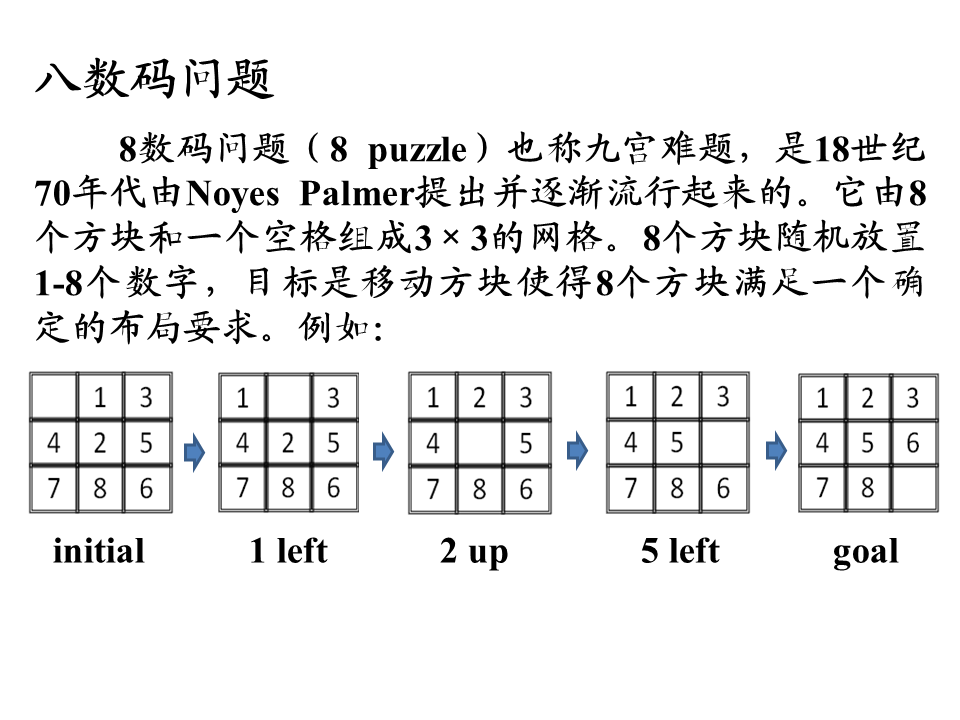 八数码问题
8数码问题（8 puzzle）也称九宫难题，是18世纪
70年代由Noyes Palmer提出并逐渐流行起来的。它由8
个方块和一个空格组成3×3的网格。8个方块随机放置
1-8个数字，目标是移动方块使得8个方块满足一个确
定的布局要求。例如：
1 3 1 3 1 2 3 1 2 3 1 2 3
4 2 5 4 2 5 4 5 4 5 4 5 6
7 8 6 7 8 6 7 8 6 7 8 6 7 8
initial 1 left 2 up 5 left goal